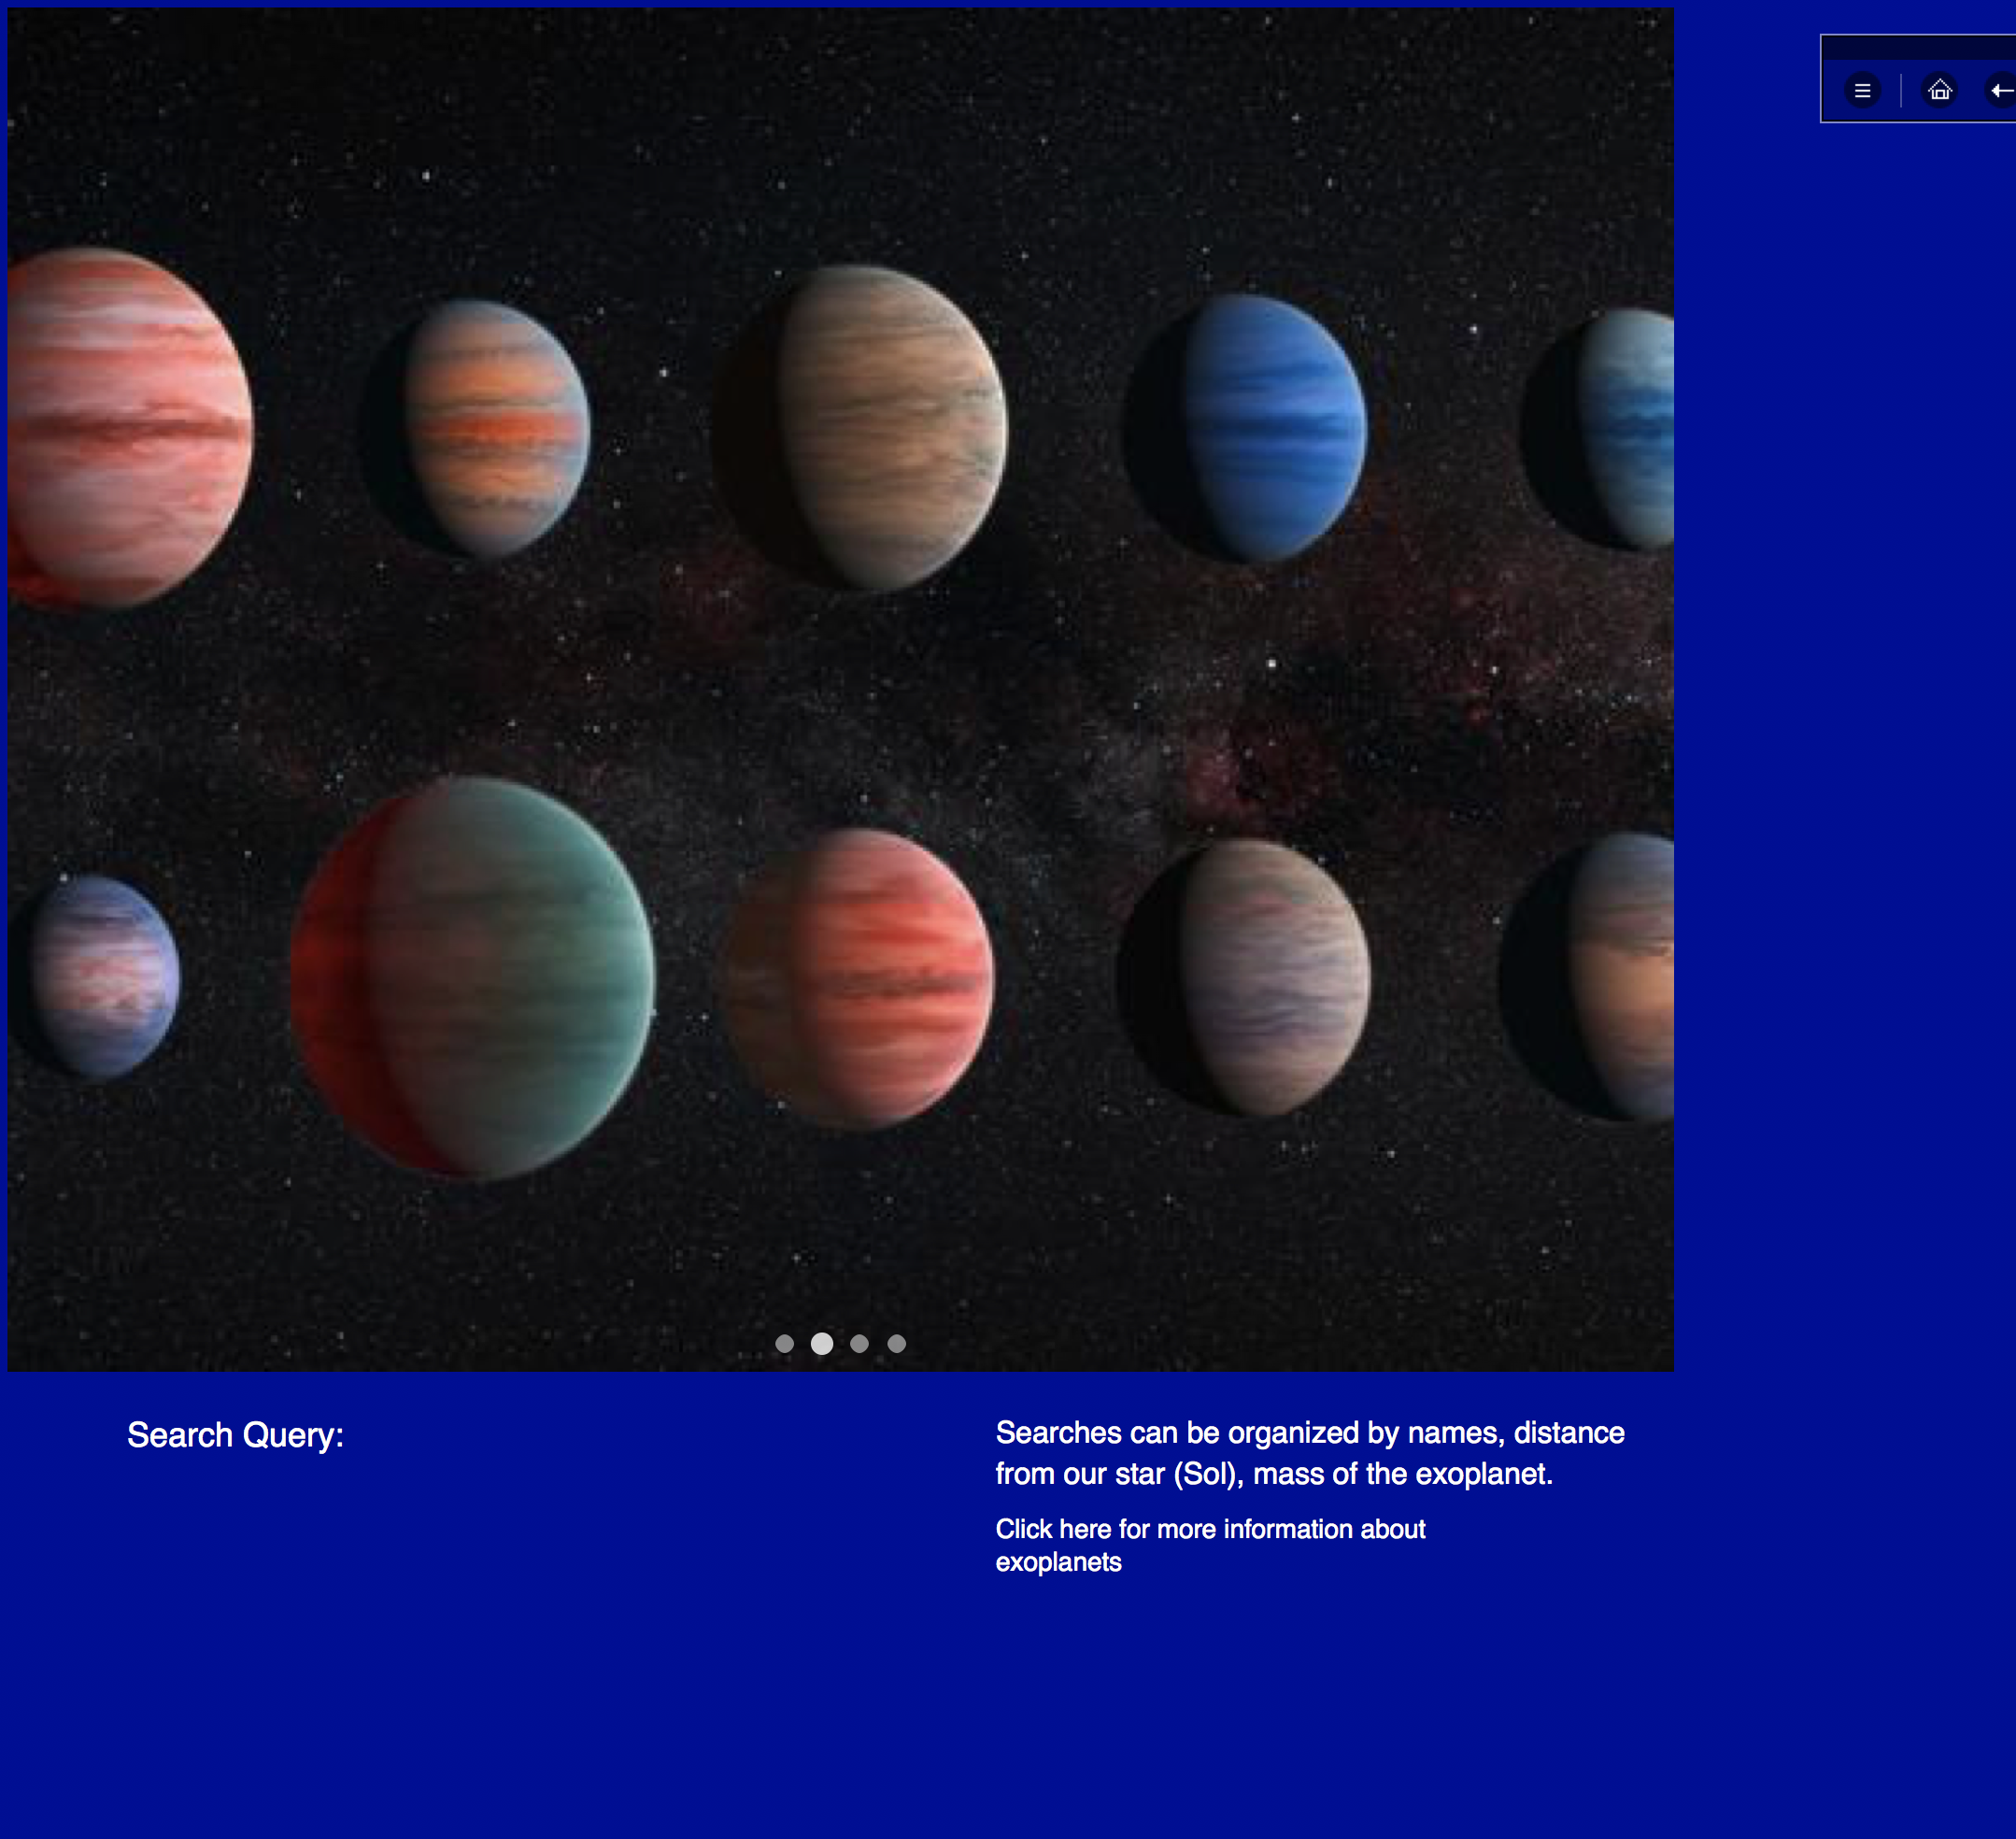 Search Query:
Searches can be organized by names, distance
from our star (Sol), mass of the exoplanet.
Click here for more information about
exoplanets